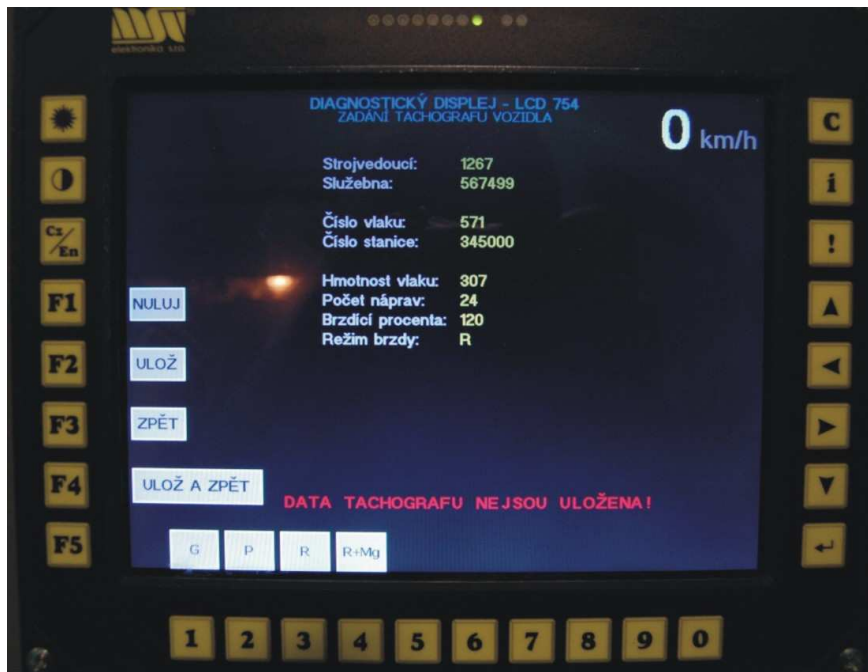 elektronika s.r.o.
DIAGNOSTICKÝ DISPLEJ - LCD 754
ZADÁNÍ TACHOGRAFU VOZIDLA
0 km/h
C
Strojvedoucí: 1267
Služebna: 567499
i
Cz/En
Číslo vlaku: 571
Číslo stanice: 345000
!
Hmotnost vlaku: 307
F1
NULUJ
Počet náprav: 24
Brzdicí procenta: 120
Režim brzdy: R
F2
ULOŽ
F3
ZPĚT
F4
ULOŽ A ZPĚT
DATA TACHOGRAFU NEJSOU ULOŽENA!
F5
G P R R+Mg
1 2 3 4 5 6 7 8 9 0